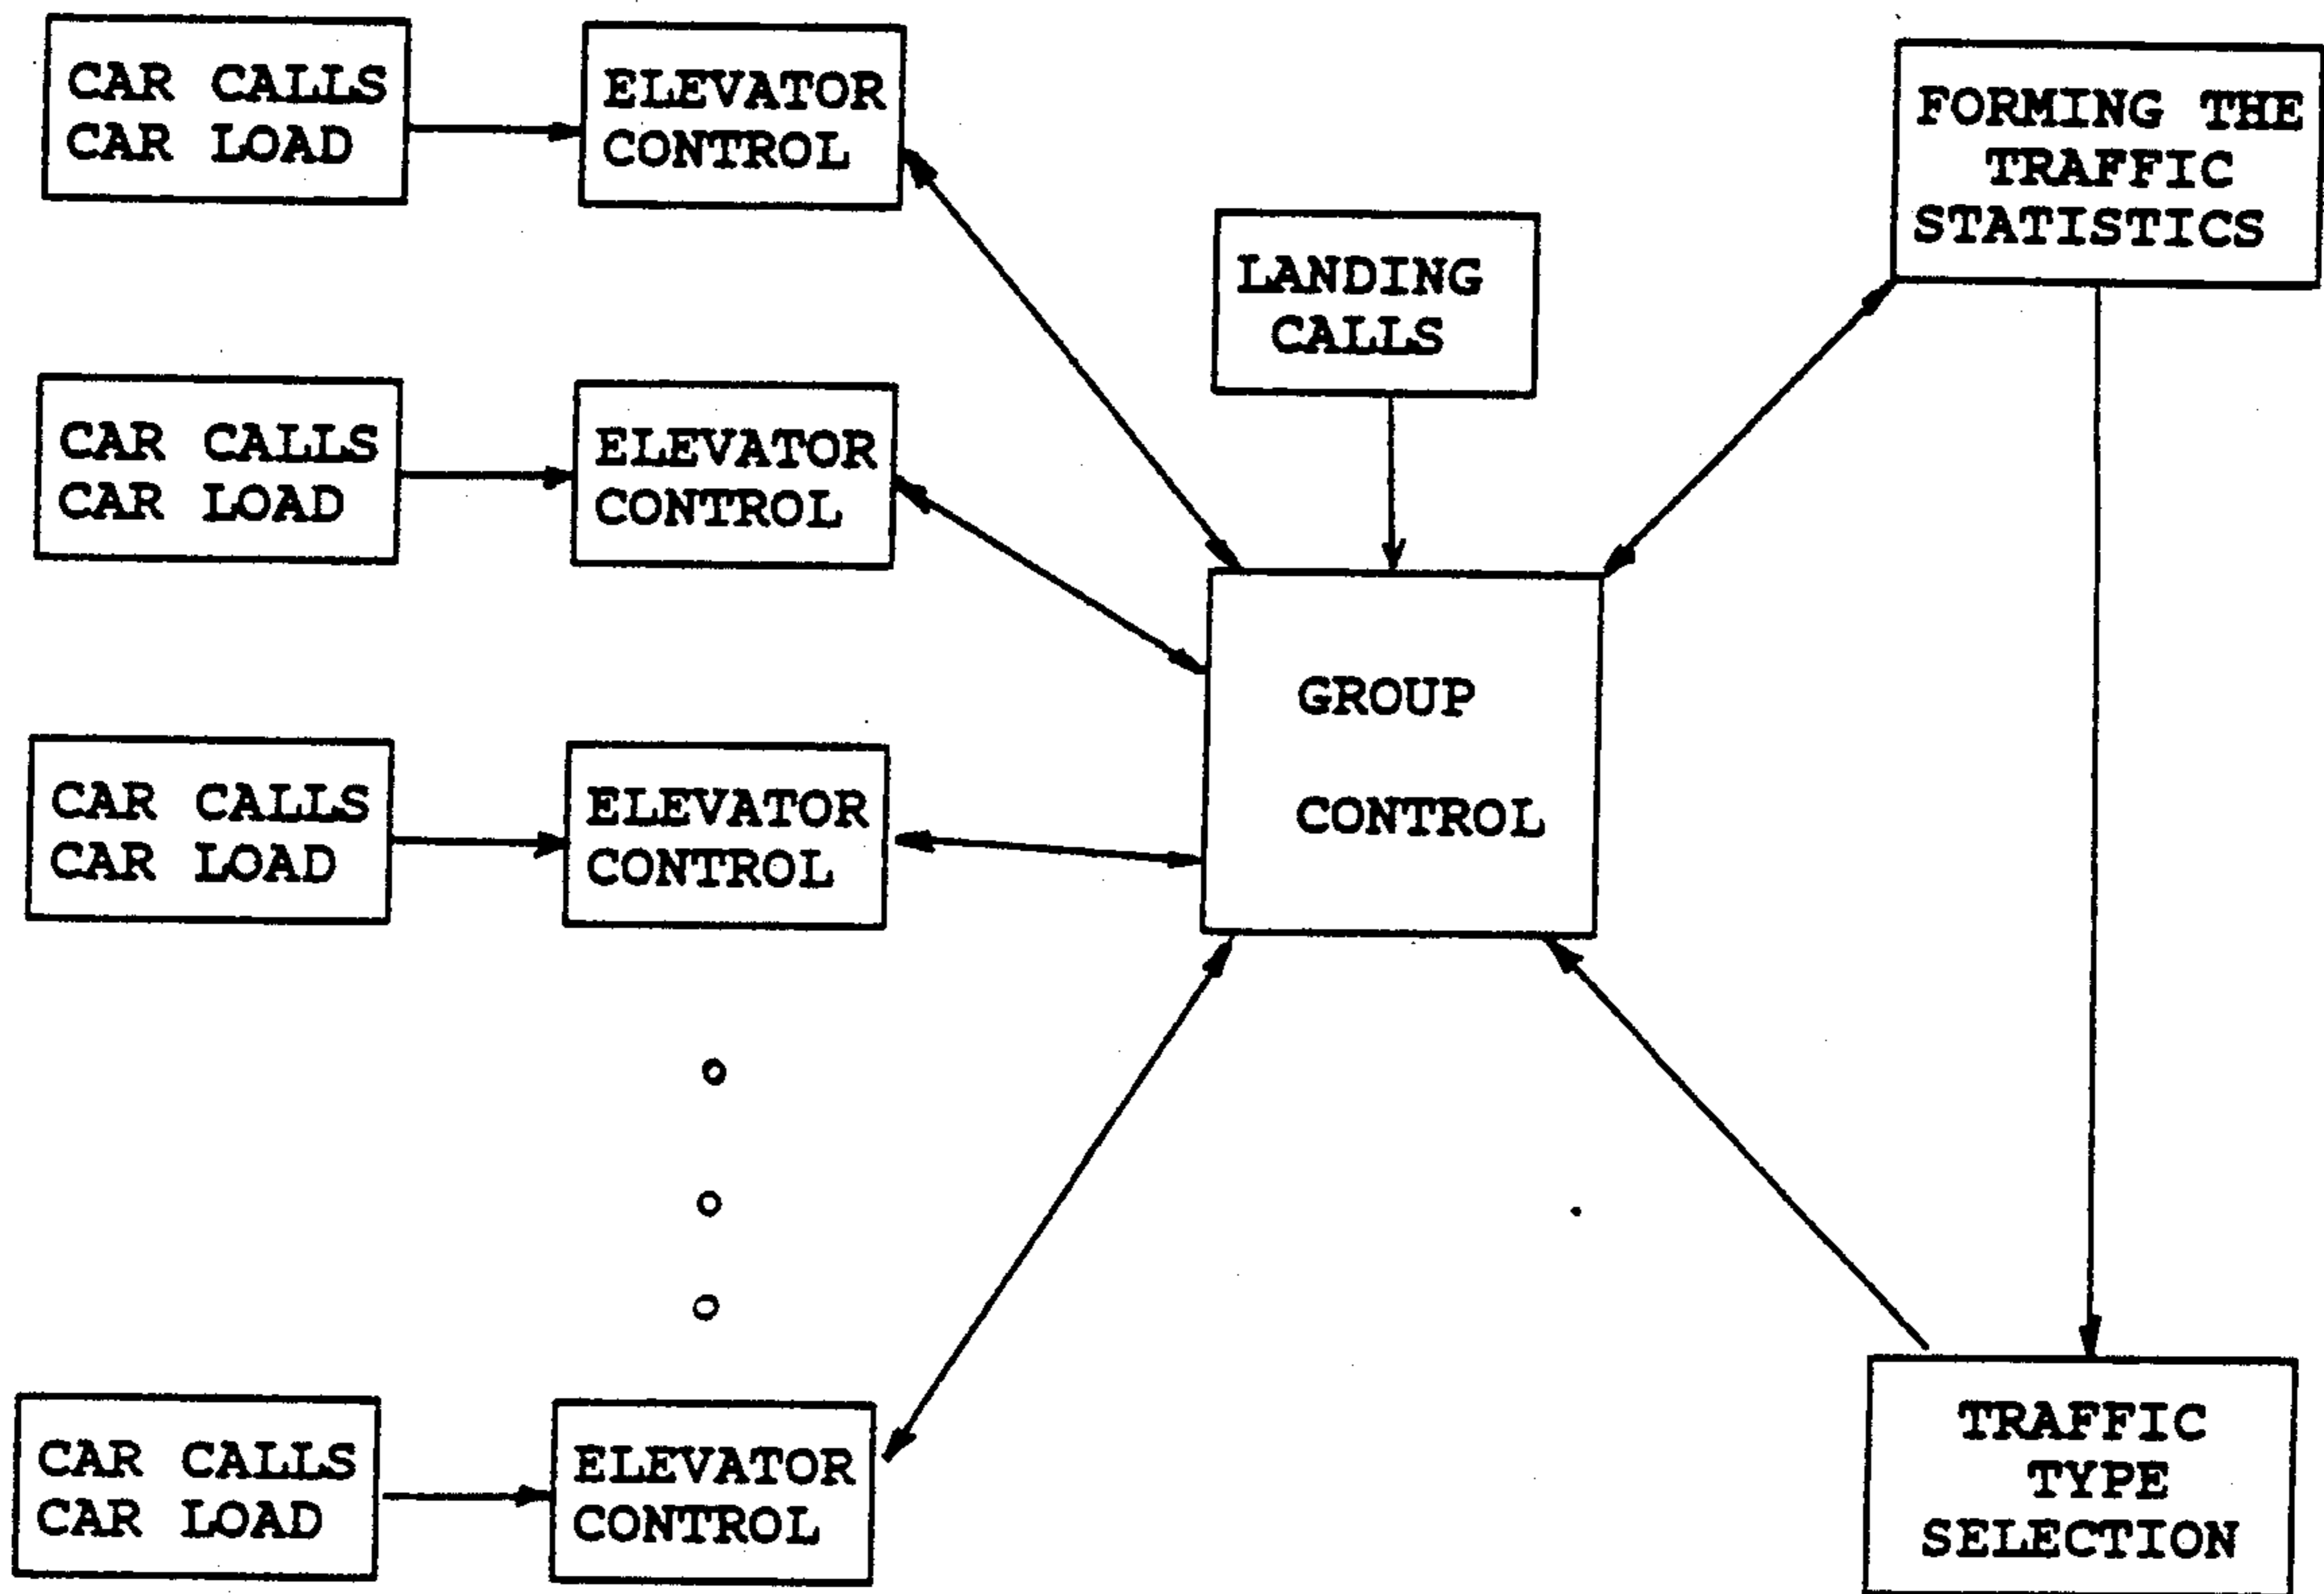 CAR CALLS
CAR LOAD
ELEVATOR
CONTROL
FORMING THE
TRAFFIC
STATISTICS
LANDING
CALLS
CAR CALLS
CAR LOAD
ELEVATOR
CONTROL
GROUP
CONTROL
CAR CALLS
CAR LOAD
ELEVATOR
CONTROL
CAR CALLS
CAR LOAD
ELEVATOR
CONTROL
TRAFFIC
TYPE
SELECTION